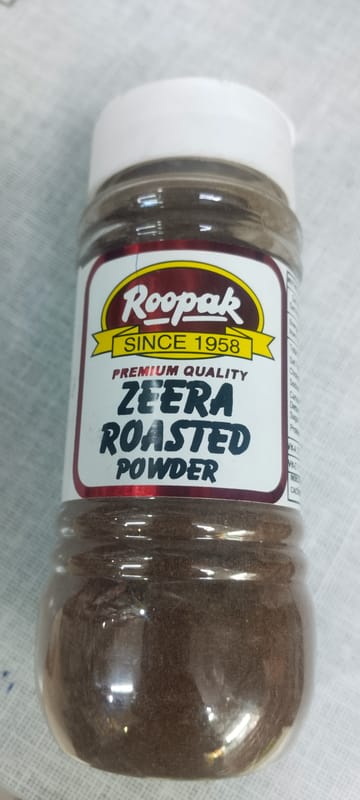 Roopak
SINCE 1958
PREMIUM QUALITY
ZEERA
ROASTED
POWDER